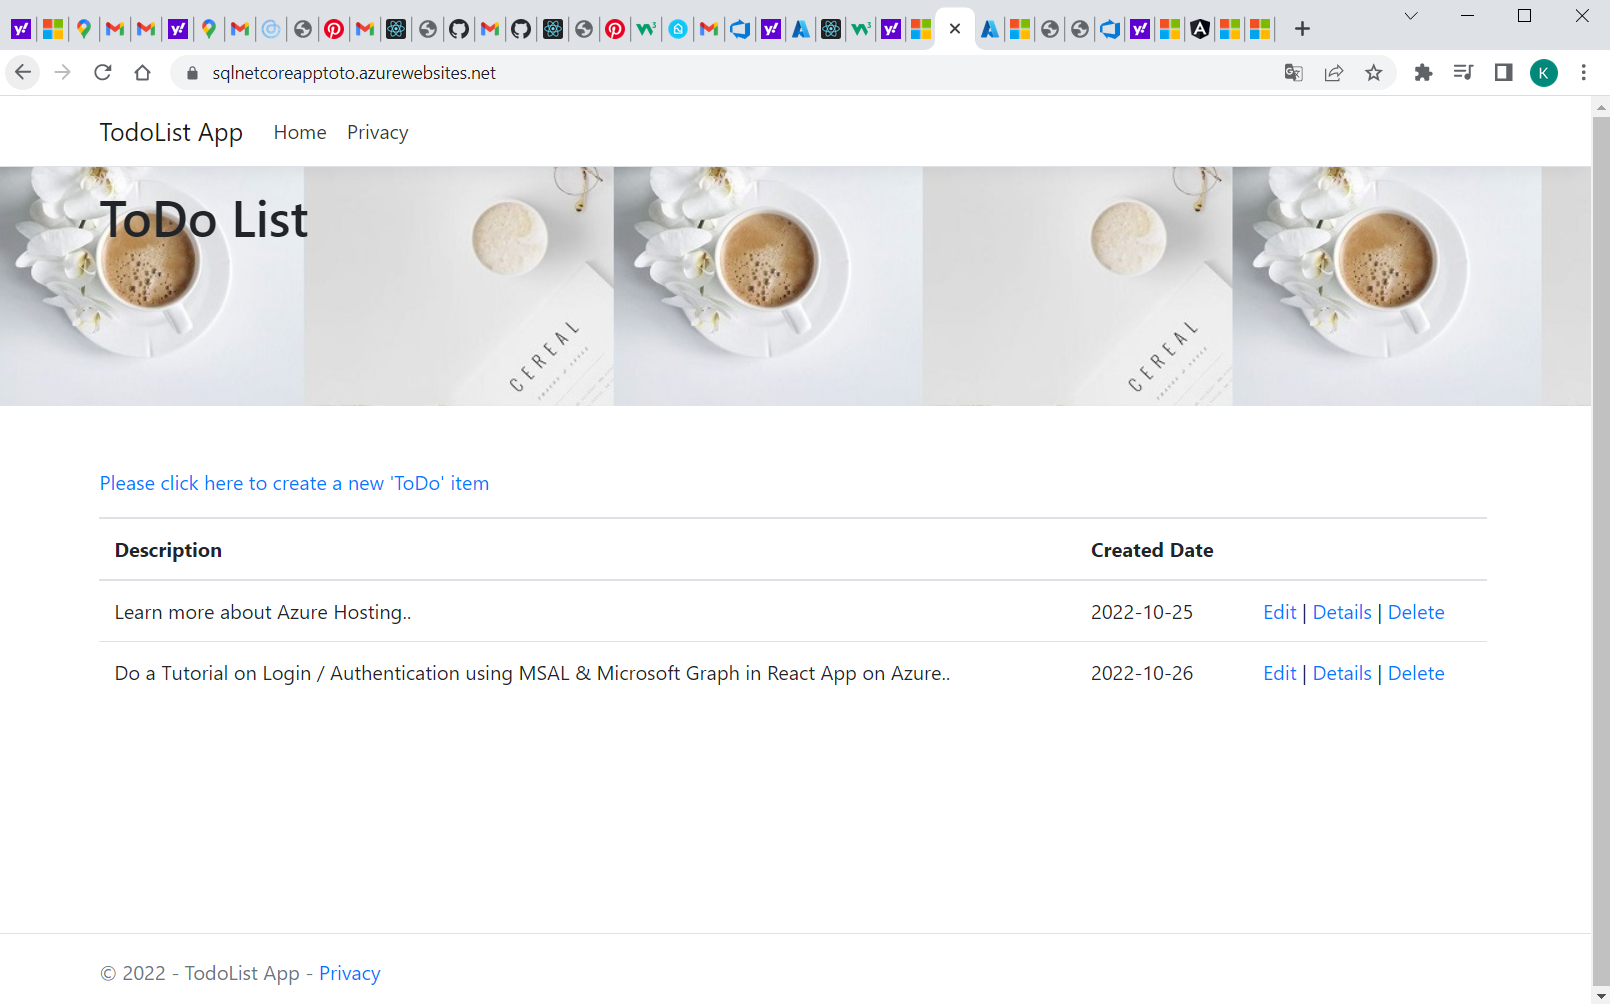 sqlnetcoreapptoto.azurewebsites.net
K
TodoList App Home Privacy
ToDo List
CEREAL
CEREAL
Please click here to create a new 'ToDo' item
Description Created Date
Learn more about Azure Hosting.. 2022-10-25 Edit | Details | Delete
Do a Tutorial on Login / Authentication using MSAL & Microsoft Graph in React App on Azure.. 2022-10-26 Edit | Details | Delete
© 2022 - TodoList App - Privacy